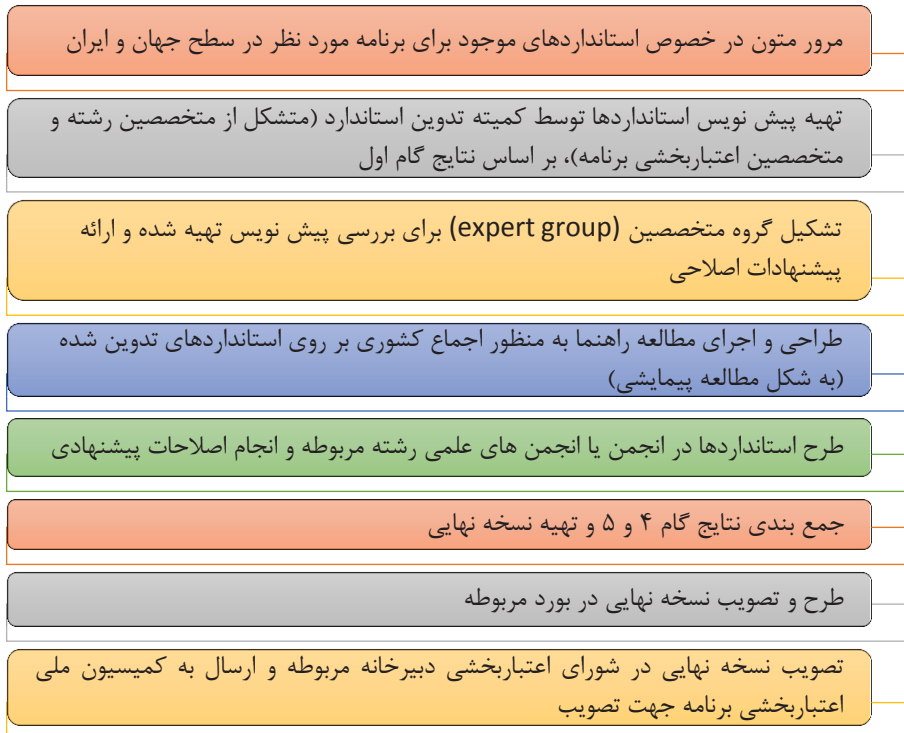 مرور متون در خصوص استانداردهای موجود برای برنامه مورد نظر در سطح جهان و ایران
تهیه پیش نویس استانداردها توسط کمیته تدوین استاندارد (متشکل از متخصصین رشته و
متخصصین اعتباربخشی برنامه)، بر اساس نتایج گام اول
تشکیل گروه متخصصین (expert group) برای بررسی پیش نویس تهیه شده و ارائه
پیشنهادات اصلاحی
طراحی و اجرای مطالعه راهنما به منظور اجماع کشوری بر روی استانداردهای تدوین شده
(به شکل مطالعه پیمایشی)
طرح استانداردها در انجمن یا انجمن های علمی رشته مربوطه و انجام اصلاحات پیشنهادی
جمع بندی نتایج گام ۴ و ۵ و تهیه نسخه نهایی
طرح و تصویب نسخه نهایی در بورد مربوطه
تصویب نسخه نهایی در شورای اعتباربخشی دبیرخانه مربوطه و ارسال به کمیسیون ملی
اعتباربخشی برنامه جهت تصویب